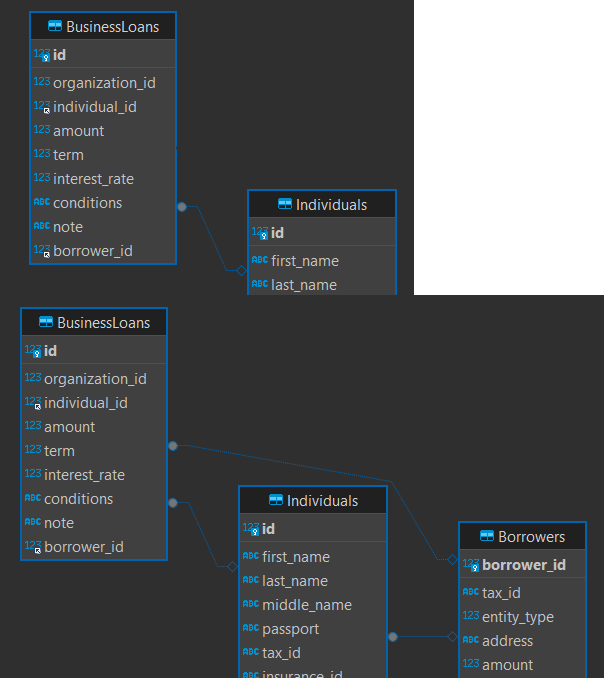 BusinessLoans
123 id
123 organization_id
123 individual_id
123 amount
123 term
123 interest_rate
ABC conditions
ABC note
123 borrower_id
Individuals
123 id
ABC first_name
ABC last_name
BusinessLoans
123 id
123 organization_id
123 individual_id
123 amount
123 term
123 interest_rate
ABC conditions
ABC note
123 borrower_id
Individuals
123 id
ABC first_name
ABC last_name
ABC middle_name
ABC passport
ABC tax_id
ABC insurance_id
Borrowers
123 borrower_id
ABC tax_id
123 entity_type
ABC address
123 amount